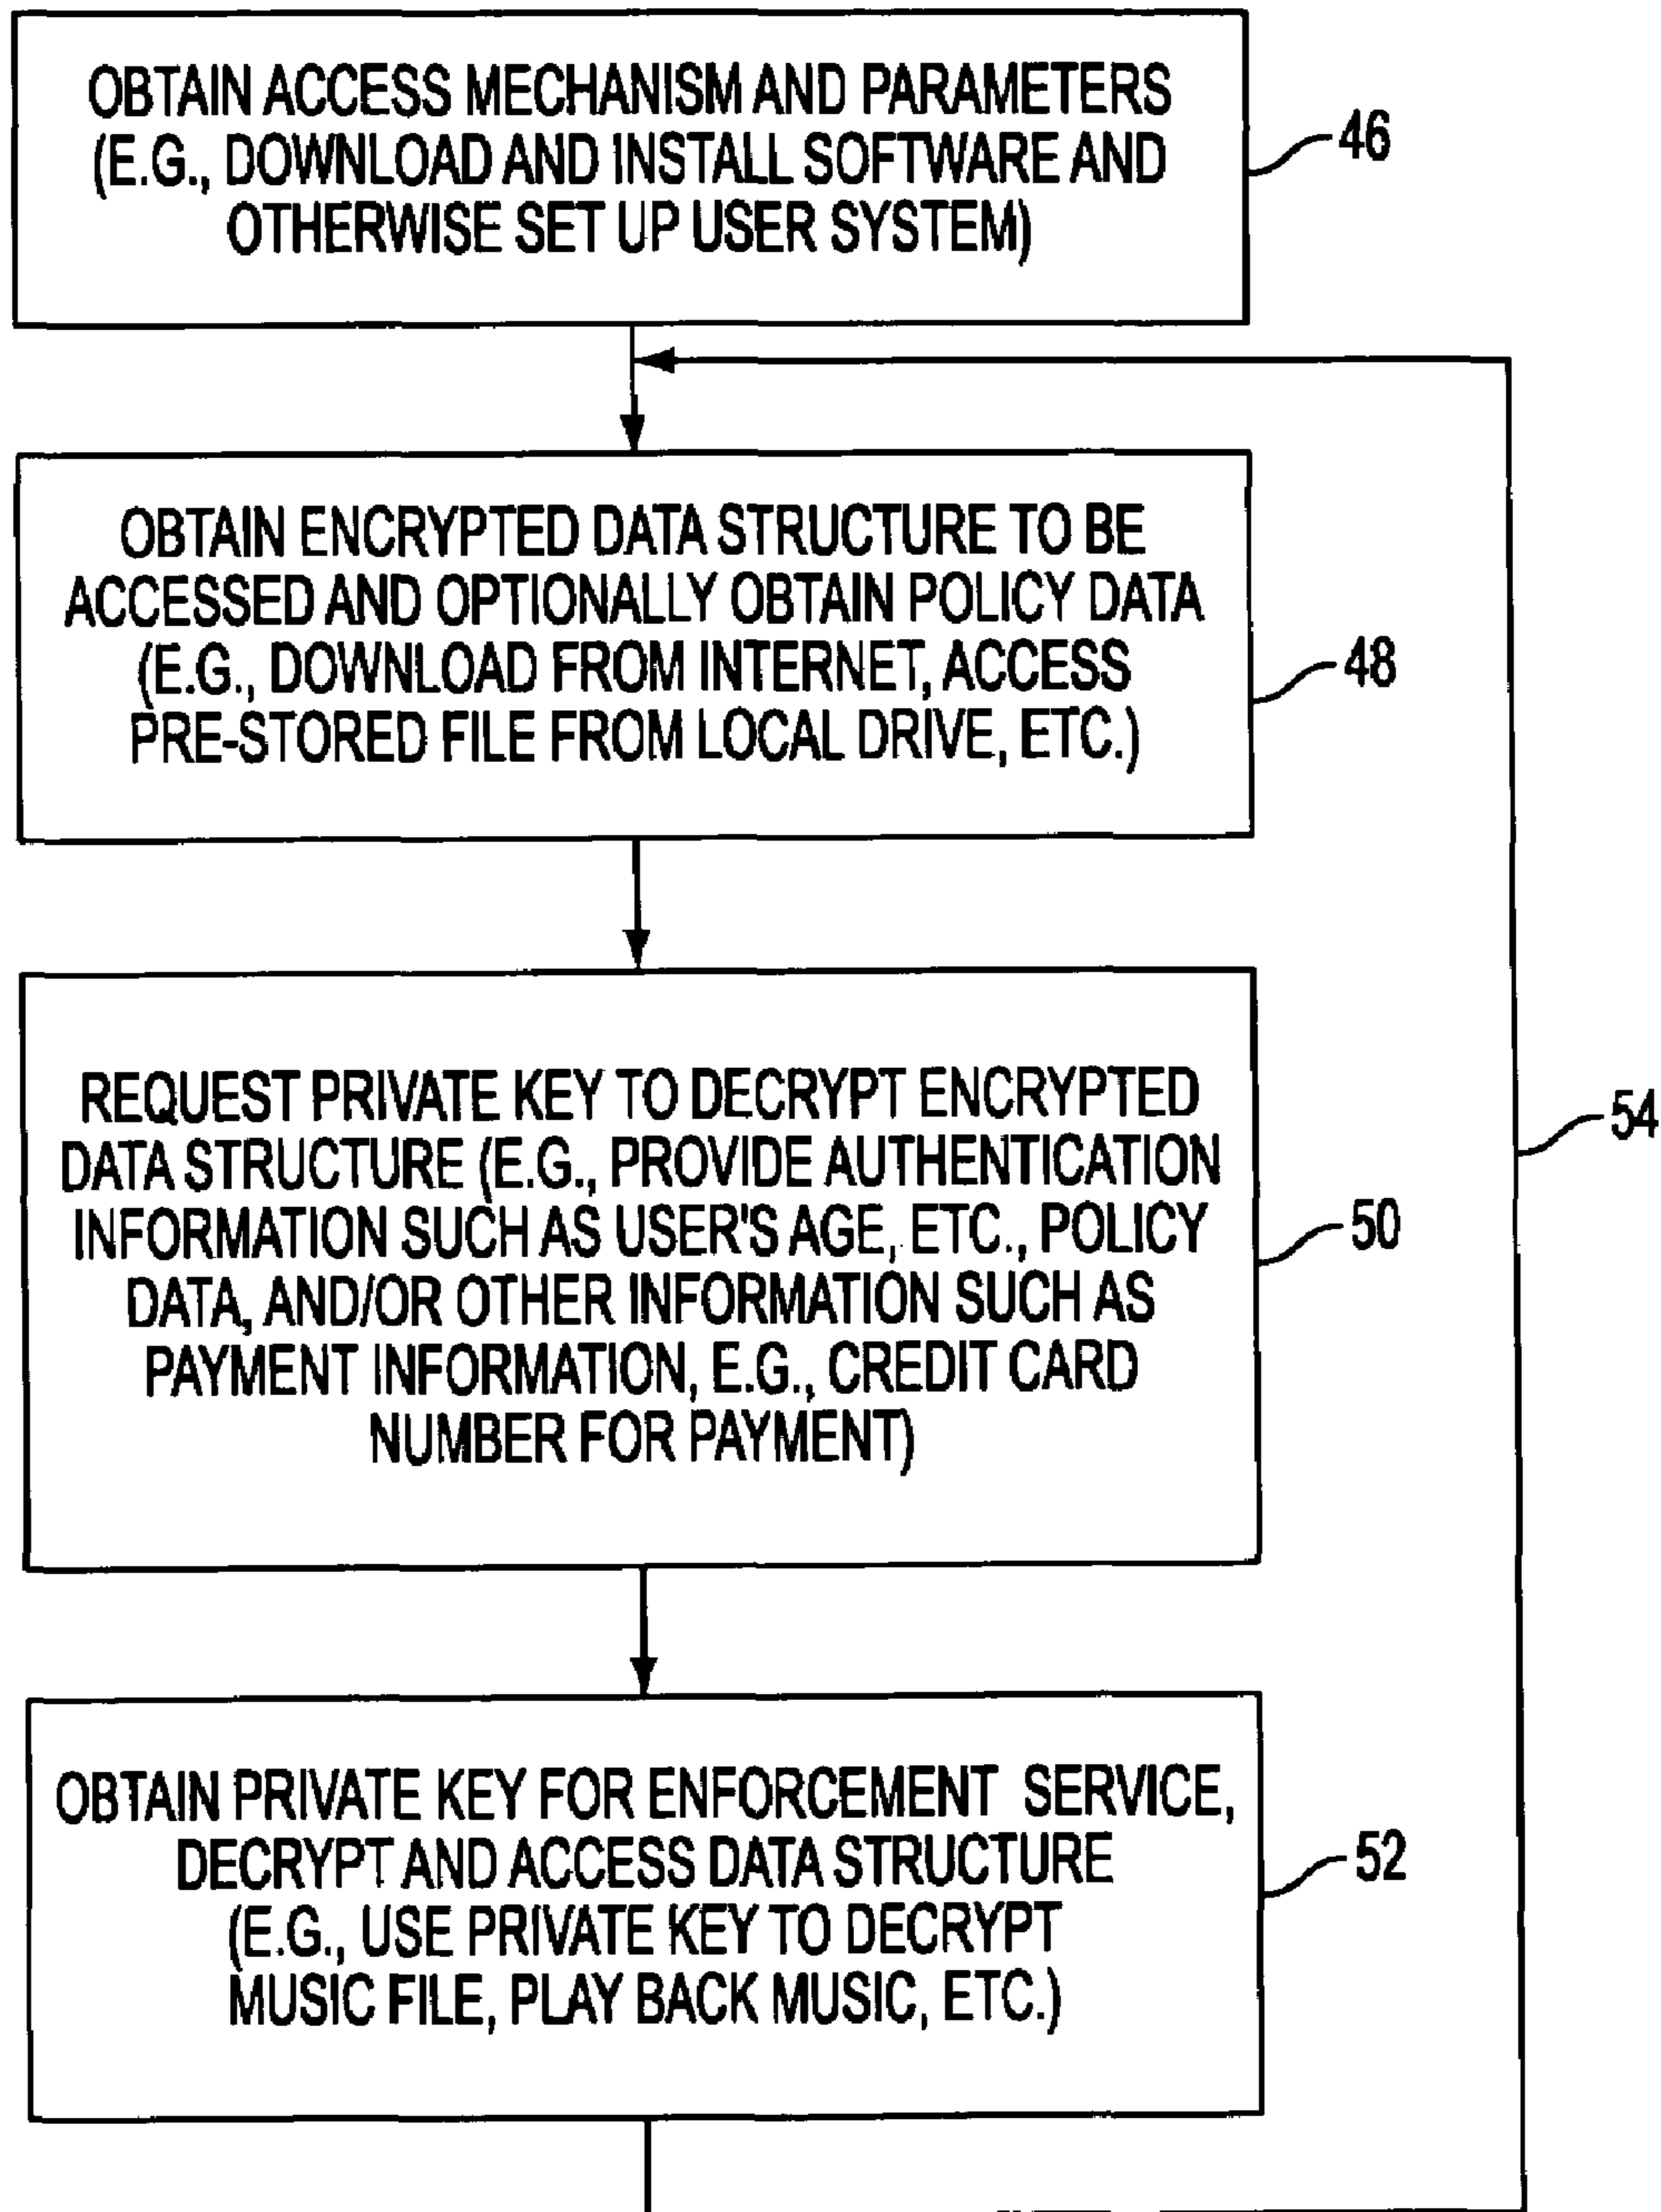 OBTAIN ACCESS MECHANISM AND PARAMETERS
(E.G., DOWNLOAD AND INSTALL SOFTWARE AND
OTHERWISE SET UP USER SYSTEM)
46
OBTAIN ENCRYPTED DATA STRUCTURE TO BE
ACCESSED AND OPTIONALLY OBTAIN POLICY DATA
(E.G., DOWNLOAD FROM INTERNET, ACCESS
PRE-STORED FILE FROM LOCAL DRIVE, ETC.)
48
REQUEST PRIVATE KEY TO DECRYPT ENCRYPTED
DATA STRUCTURE (E.G., PROVIDE AUTHENTICATION
INFORMATION SUCH AS USER'S AGE, ETC., POLICY
DATA, AND/OR OTHER INFORMATION SUCH AS
PAYMENT INFORMATION, E.G., CREDIT CARD
NUMBER FOR PAYMENT)
54
50
OBTAIN PRIVATE KEY FOR ENFORCEMENT SERVICE,
DECRYPT AND ACCESS DATA STRUCTURE
(E.G., USE PRIVATE KEY TO DECRYPT
MUSIC FILE, PLAY BACK MUSIC, ETC.)
52